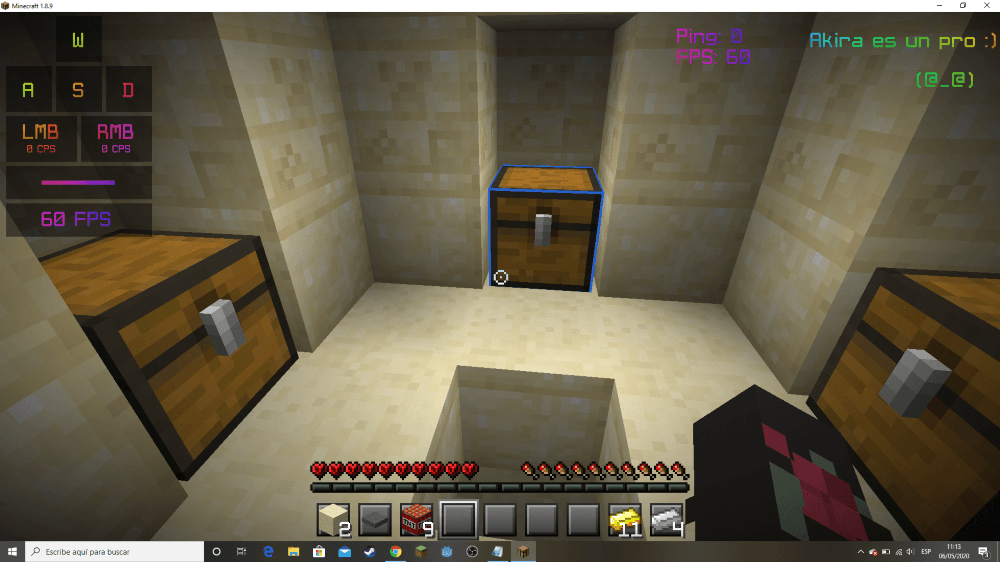 Minecraft 1.8.9
W
A S D
LMB RMB
0 CPS 0 CPS
60 FPS
Ping: 0
FPS: 60
Akira es un pro :)
(@_@)
2 9 11 4
Escribe aquí para buscar
ESP
11:13
06/05/2020
3